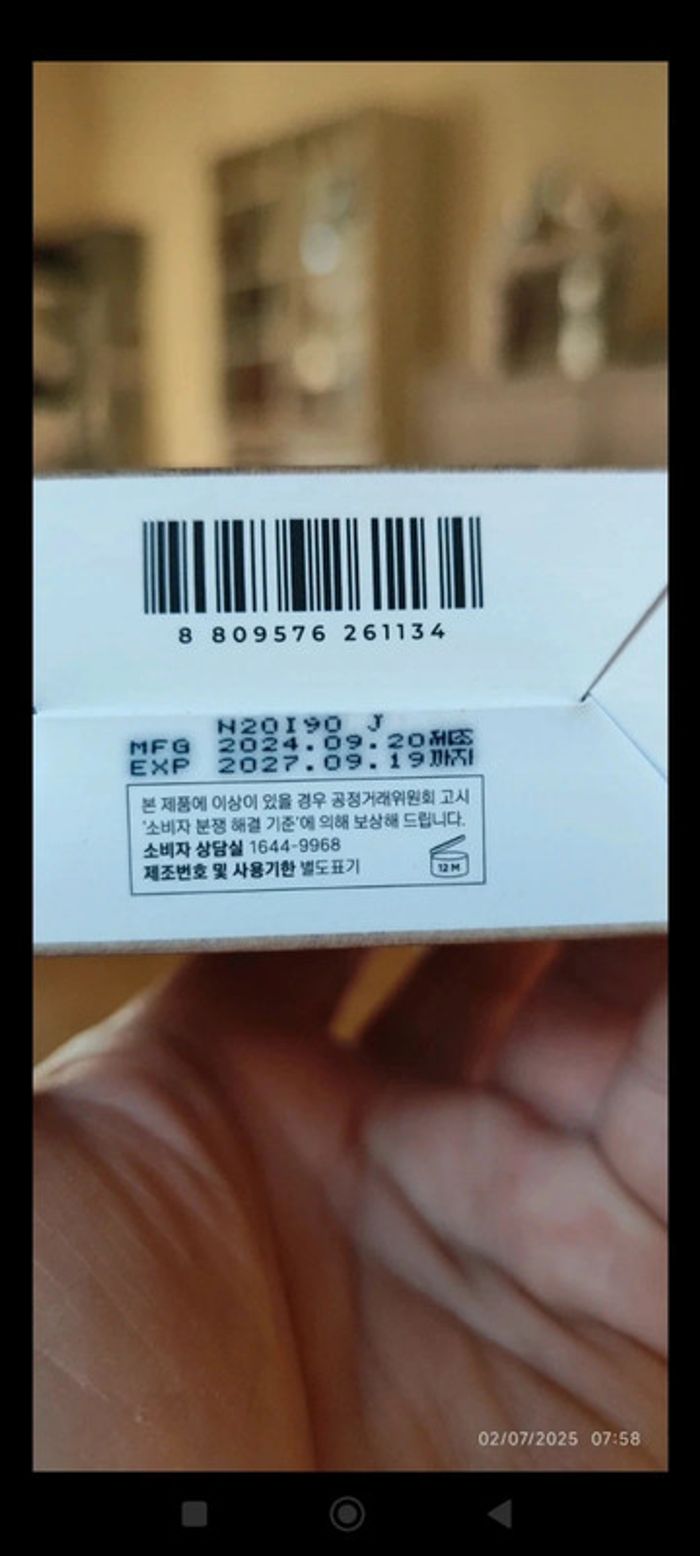 8 809576 261134
N20I90 J
MFG 2024.09.20제조
EXP 2027.09.19까지
본 제품에 이상이 있을 경우 공정거래위원회 고시
'소비자 분쟁 해결 기준'에 의해 보상해 드립니다.
소비자 상담실 1644-9968
제조번호 및 사용기한 별도표기
12M
02/07/2025 07:58